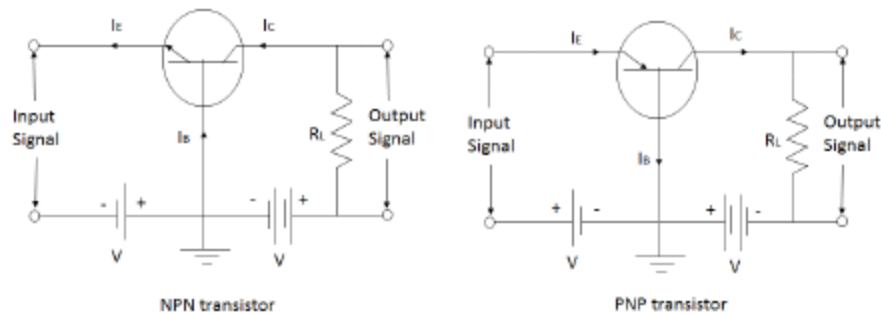 IE
IC
Input
Signal
IB
RL
Output
Signal
- +
- +
V
V
NPN transistor
IE
IC
Input
Signal
IB
RL
Output
Signal
+ -
+ -
V
V
PNP transistor